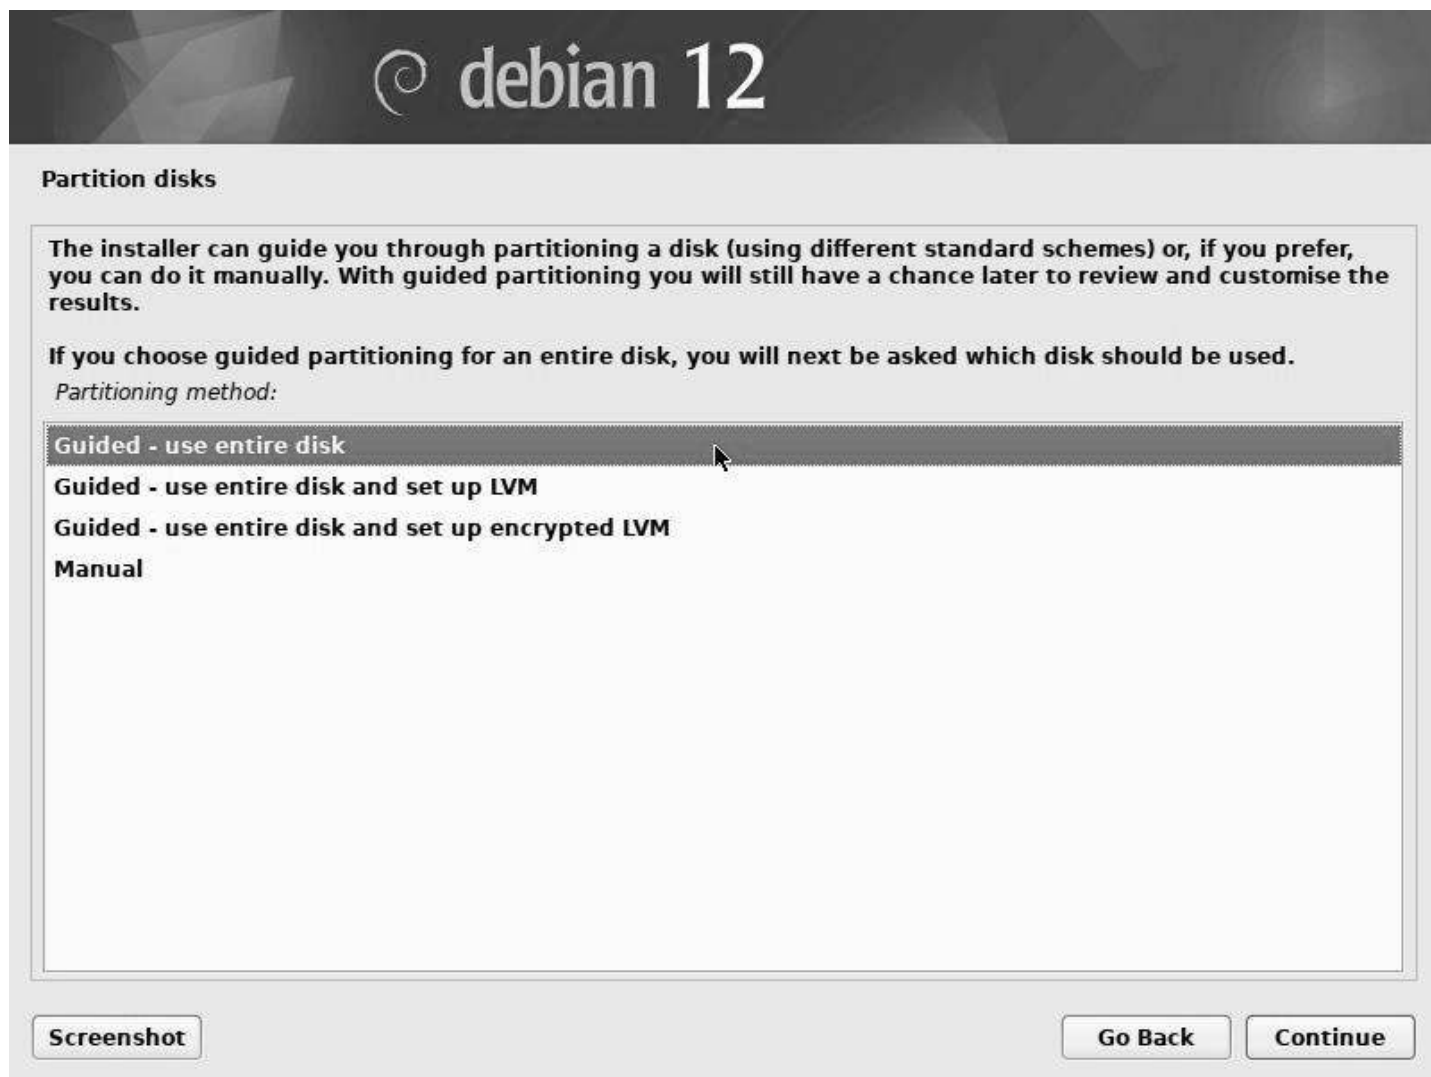 debian 12
Partition disks
The installer can guide you through partitioning a disk (using different standard schemes) or, if you prefer,
you can do it manually. With guided partitioning you will still have a chance later to review and customise the
results.
If you choose guided partitioning for an entire disk, you will next be asked which disk should be used.
Partitioning method:
Guided - use entire disk
Guided - use entire disk and set up LVM
Guided - use entire disk and set up encrypted LVM
Manual
Screenshot
Go Back
Continue